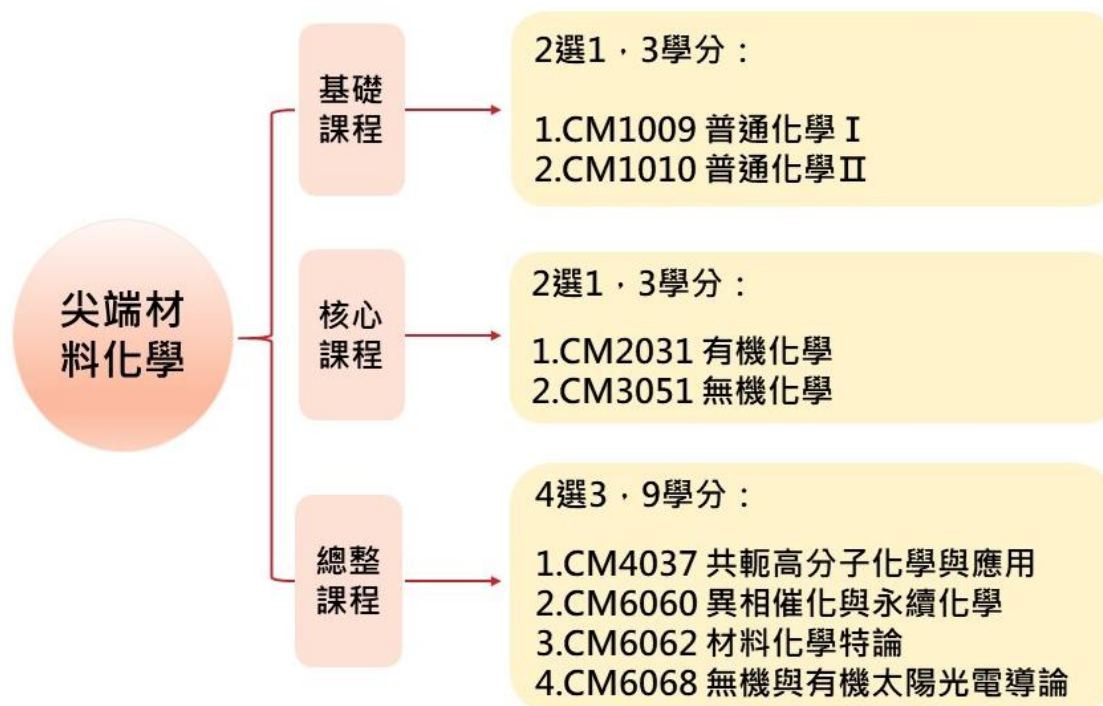 尖端材
料化學
基礎
課程
2選1，3學分：
1.CM1009 普通化學Ⅰ
2.CM1010 普通化學Ⅱ
核心
課程
2選1，3學分：
1.CM2031 有機化學
2.CM3051 無機化學
總整
課程
4選3，9學分：
1.CM4037 共軛高分子化學與應用
2.CM6060 異相催化與永續化學
3.CM6062 材料化學特論
4.CM6068 無機與有機太陽光電導論